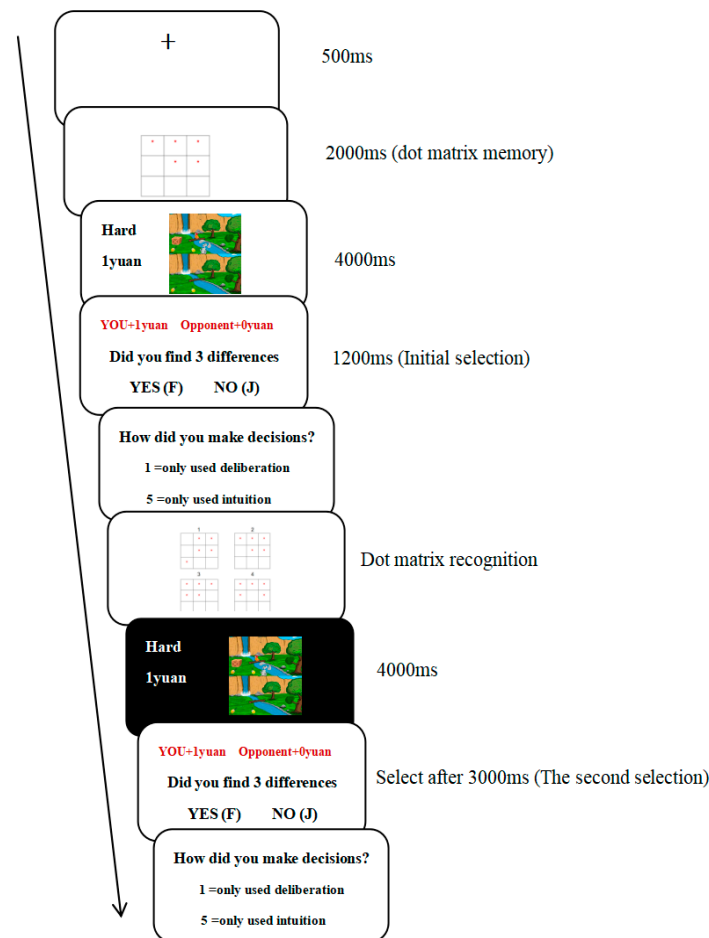 +
500ms
2000ms (dot matrix memory)
Hard
1yuan
4000ms
YOU+1yuan Opponent+0yuan
Did you find 3 differences
YES (F) NO (J)
1200ms (Initial selection)
How did you make decisions?
1 =only used deliberation
5 =only used intuition
1 2
3 4
Dot matrix recognition
Hard
1yuan
4000ms
YOU+1yuan Opponent+0yuan
Did you find 3 differences
YES (F) NO (J)
Select after 3000ms (The second selection)
How did you make decisions?
1 =only used deliberation
5 =only used intuition